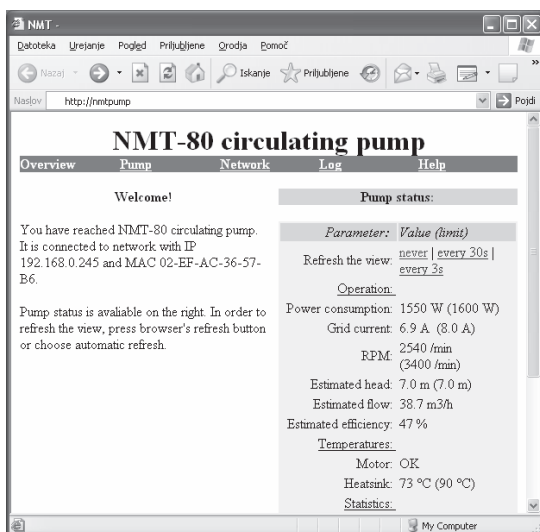 NMT -
Datoteka Urejanje Pogled Priljubljene Orodja Pomoč
Nazaj Iskanje Priljubljene »
Naslov http://nmtpump Pojdi »
NMT-80 circulating pump
Overview Pump Network Log Help
Welcome!
You have reached NMT-80 circulating pump.
It is connected to network with IP
192.168.0.245 and MAC 02-EF-AC-36-57-
B6.
Pump status is avaliable on the right. In order to
refresh the view, press browser's refresh button
or choose automatic refresh.
Pump status:
Parameter: Value (limit)
Refresh the view: never | every 30s |
every 3s
Operation:
Power consumption: 1550 W (1600 W)
Grid current: 6.9 A (8.0 A)
RPM: 2540 /min
(3400 /min)
Estimated head: 7.0 m (7.0 m)
Estimated flow: 38.7 m3/h
Estimated efficiency: 47 %
Temperatures:
Motor: OK
Heatsink: 73 ºC (90 ºC)
Statistics:
My Computer